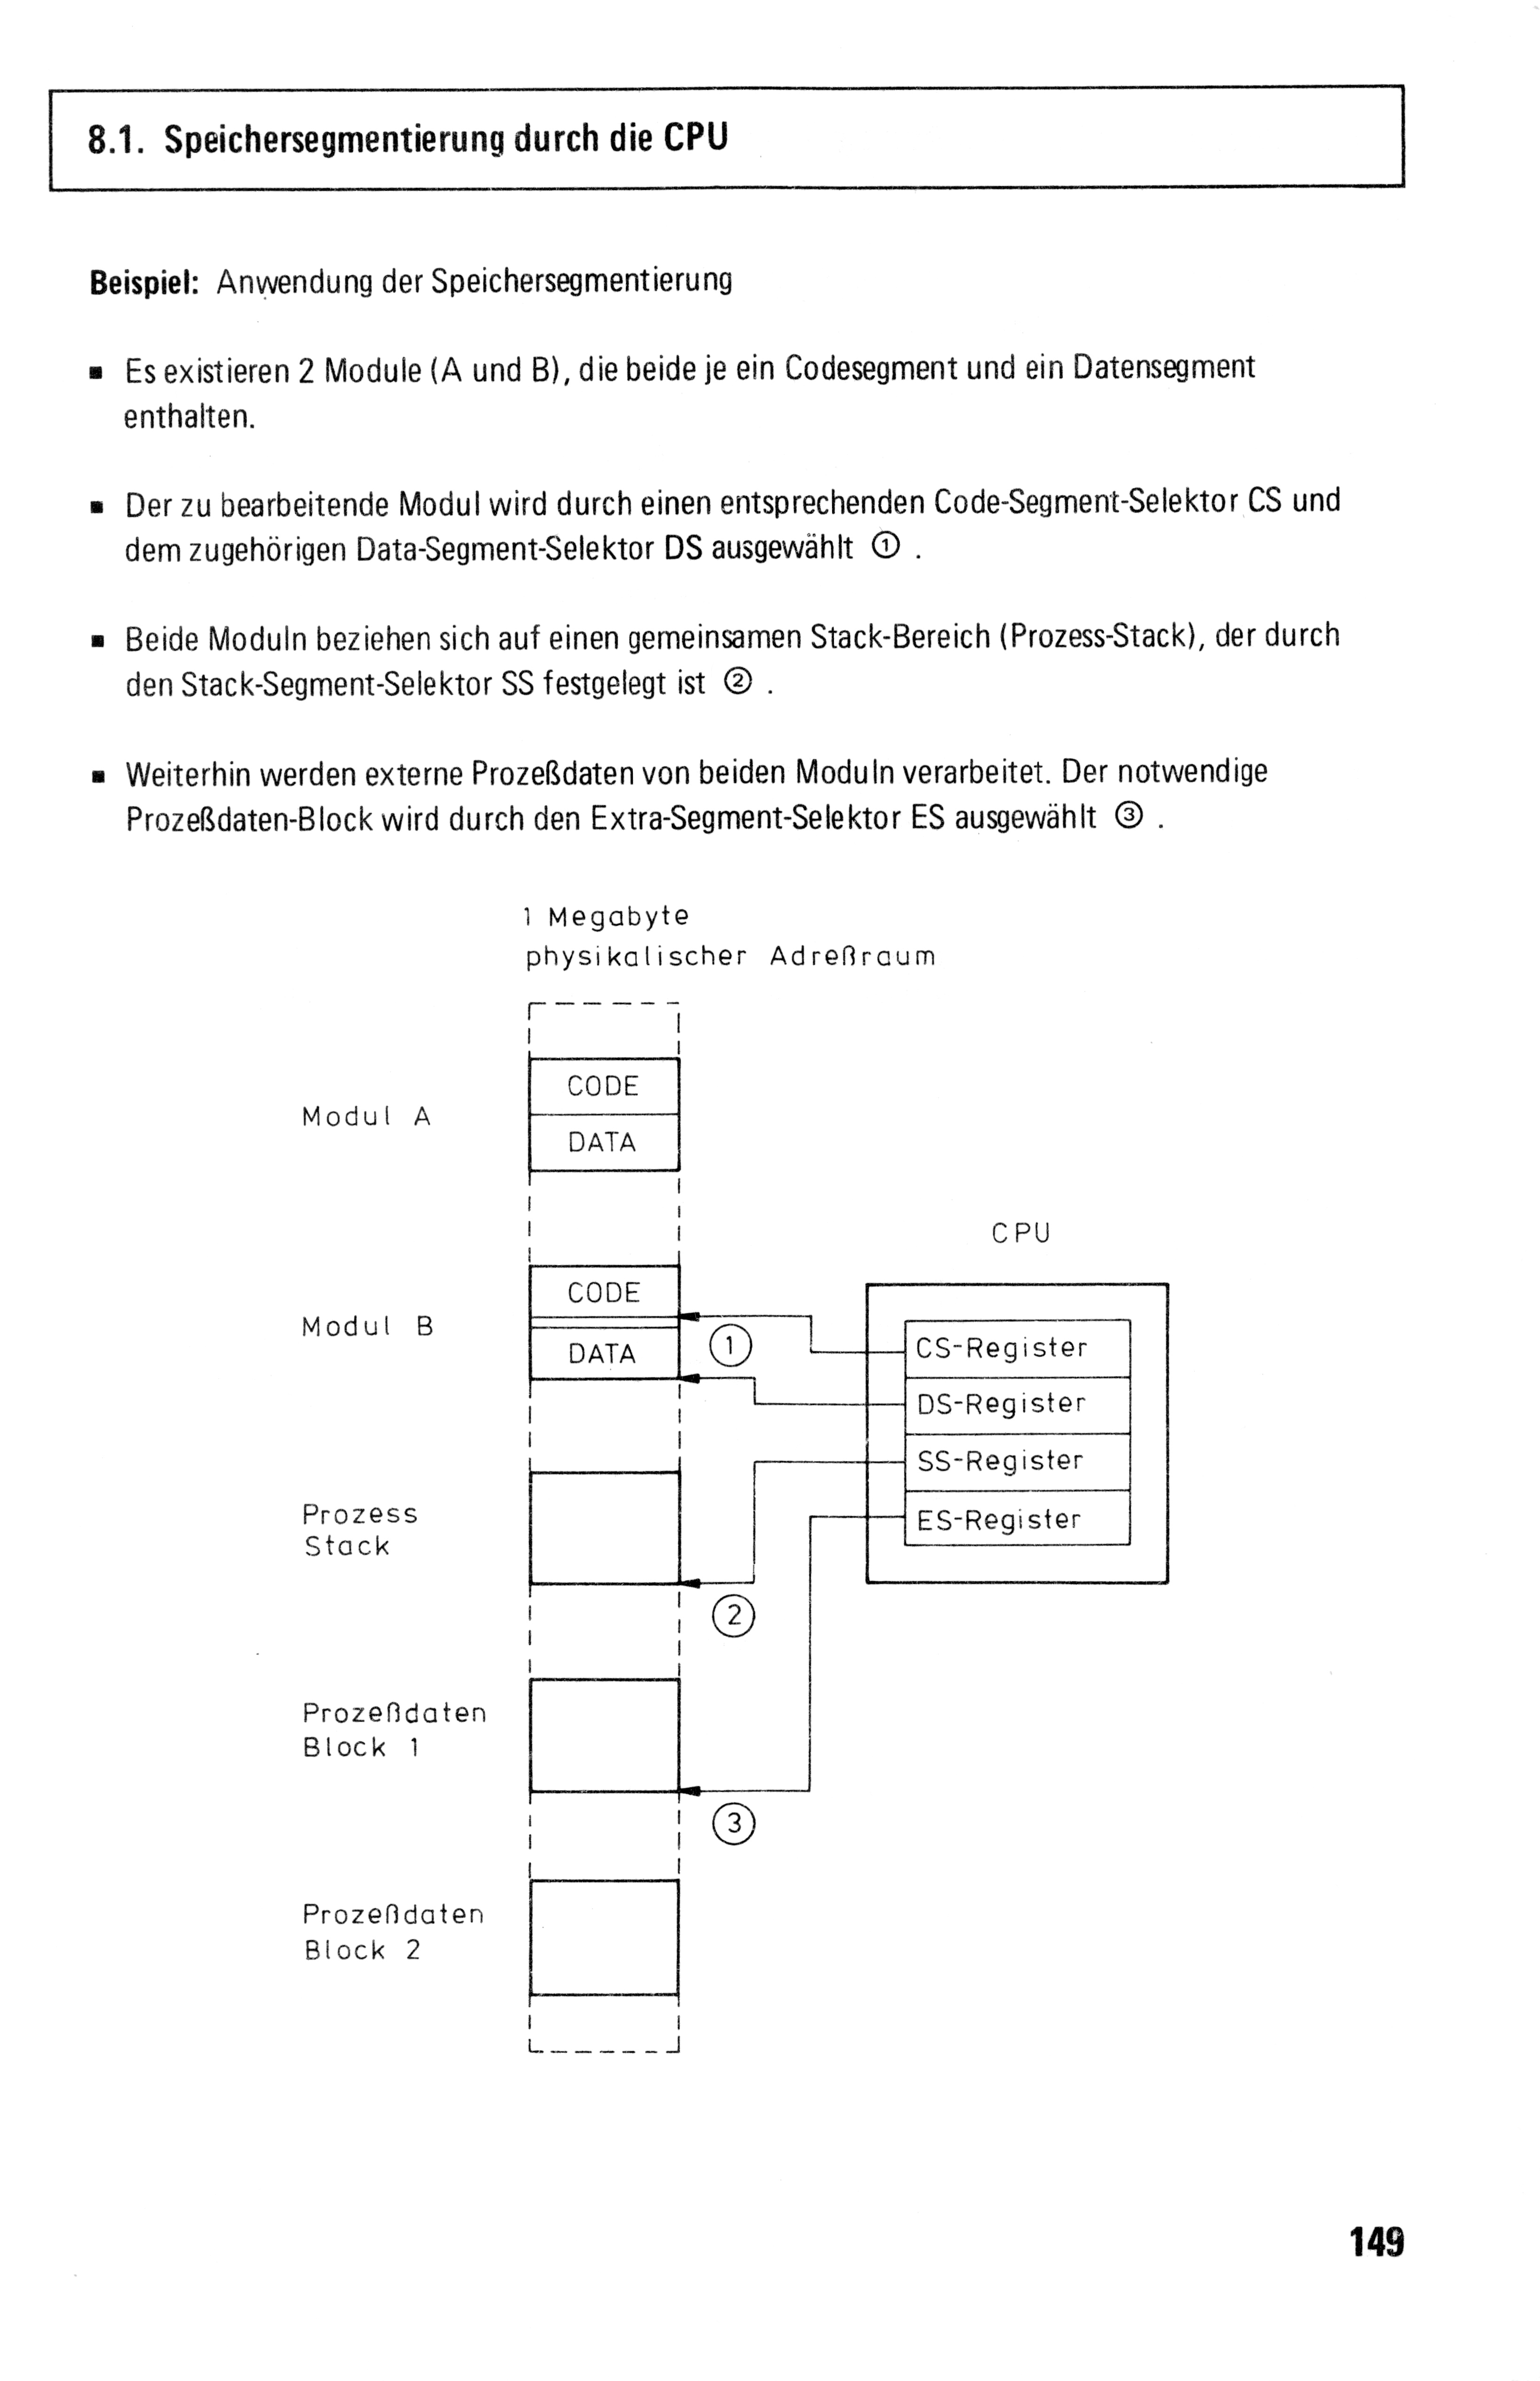 8.1. Speichersegmentierung durch die CPU
Beispiel: Anwendung der Speichersegmentierung
▪ Es existieren 2 Module (A und B), die beide je ein Codesegment und ein Datensegment
enthalten.
▪ Der zu bearbeitende Modul wird durch einen entsprechenden Code-Segment-Selektor CS und
dem zugehörigen Data-Segment-Selektor DS ausgewählt ① .
▪ Beide Moduln beziehen sich auf einen gemeinsamen Stack-Bereich (Prozess-Stack), der durch
den Stack-Segment-Selektor SS festgelegt ist ② .
▪ Weiterhin werden externe Prozeßdaten von beiden Moduln verarbeitet. Der notwendige
Prozeßdaten-Block wird durch den Extra-Segment-Selektor ES ausgewählt ③ .
1 Megabyte
physikalischer Adreßraum
Modul A
CODE
DATA
Modul B
CODE
DATA
①
CPU
CS-Register
DS-Register
SS-Register
ES-Register
Prozess
Stack
②
Prozeßdaten
Block 1
③
Prozeßdaten
Block 2
149